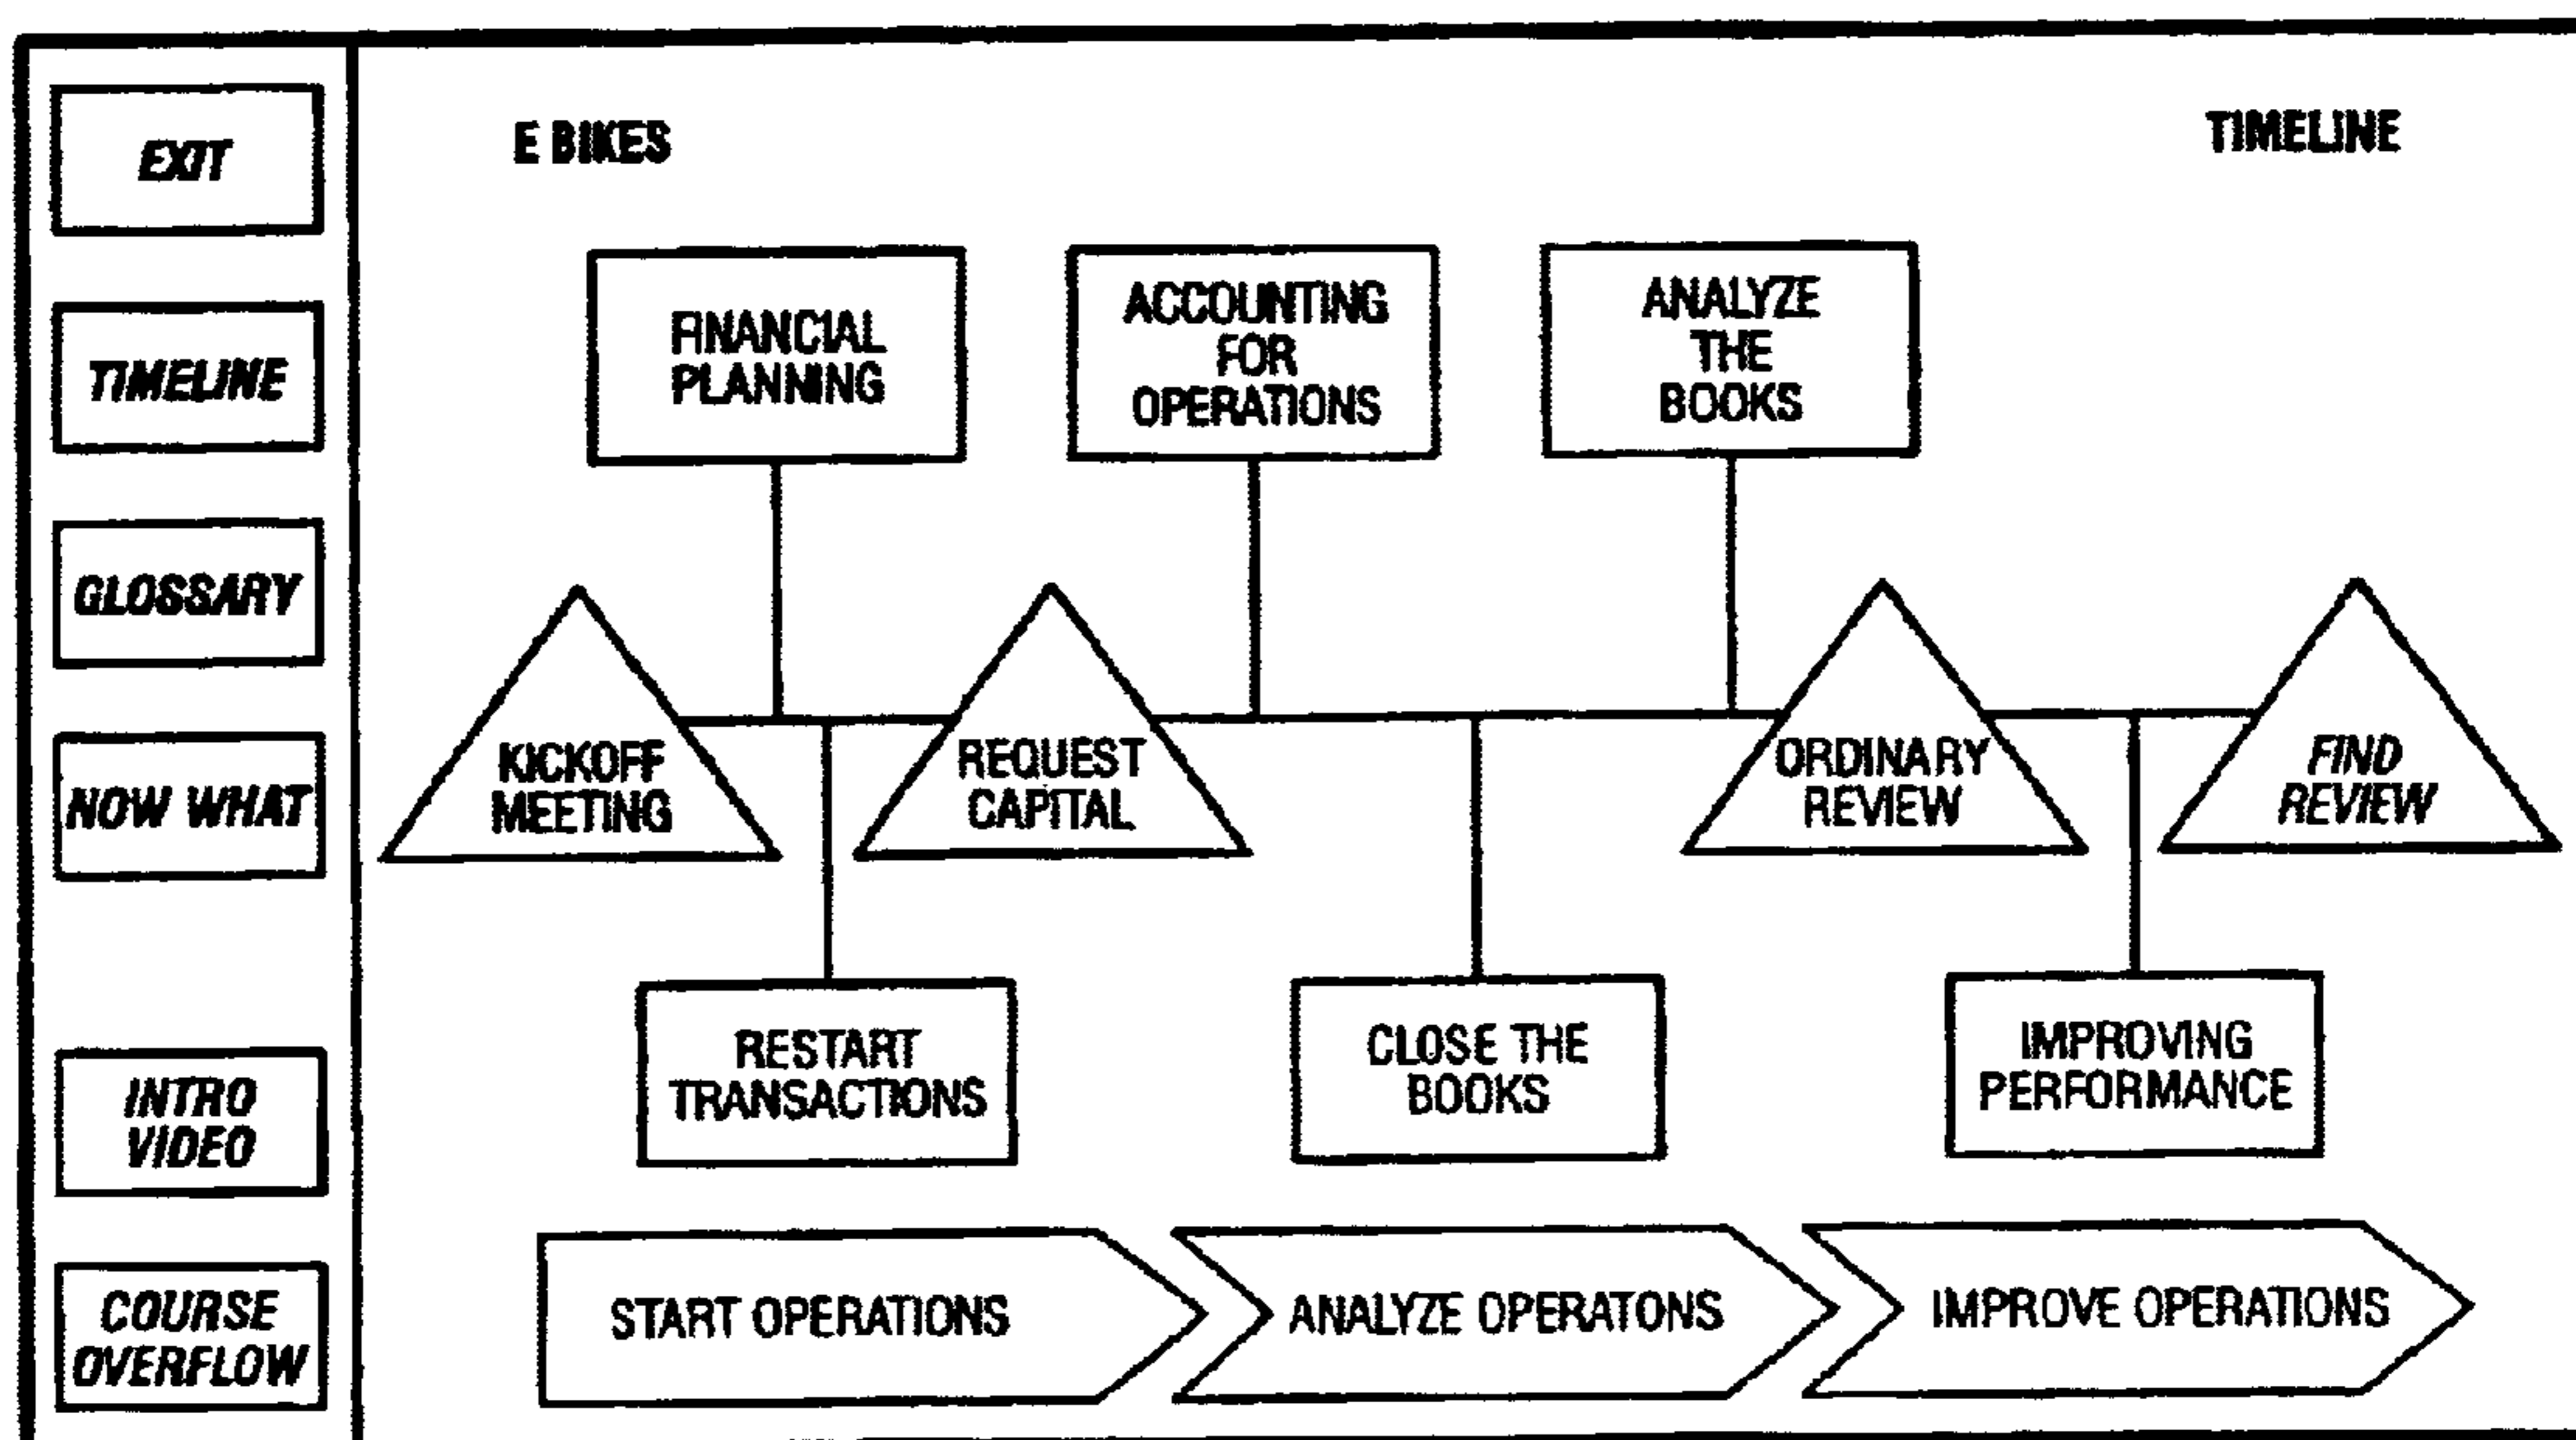 EXIT
TIMELINE
GLOSSARY
NOW WHAT
INTRO
VIDEO
COURSE
OVERFLOW
E BIKES
TIMELINE
FINANCIAL
PLANNING
ACCOUNTING
FOR
OPERATIONS
ANALYZE
THE
BOOKS
KICKOFF
MEETING
REQUEST
CAPITAL
ORDINARY
REVIEW
FIND
REVIEW
RESTART
TRANSACTIONS
CLOSE THE
BOOKS
IMPROVING
PERFORMANCE
START OPERATIONS
ANALYZE OPERATONS
IMPROVE OPERATIONS